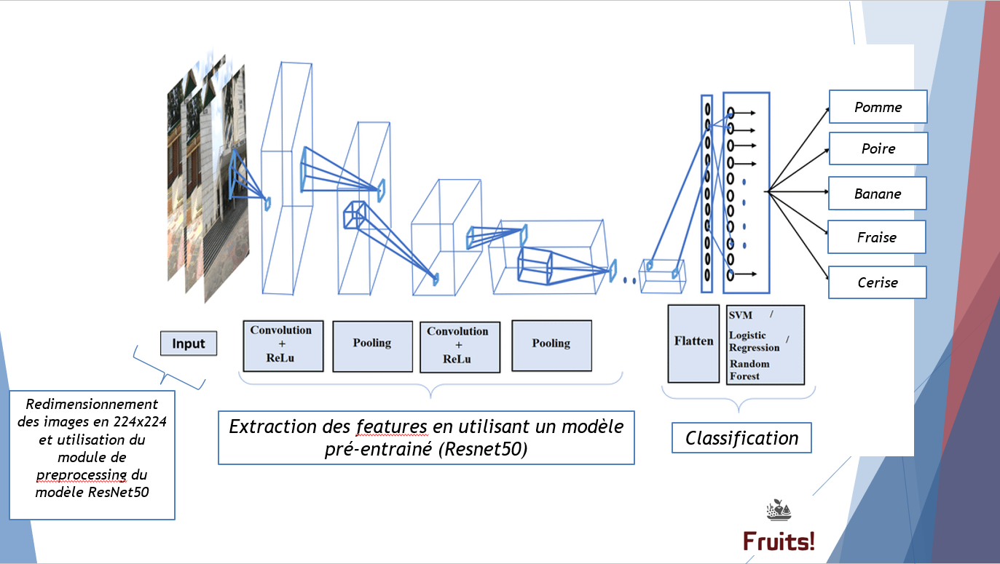 Pomme
Poire
Banane
Fraise
Cerise
Input
Convolution
+
ReLu
Pooling
Convolution
+
ReLu
Pooling
Flatten
SVM /
Logistic /
Regression
Random
Forest
Redimensionnement
des images en 224x224
et utilisation du
module de
preprocessing du
modèle ResNet50
Extraction des features en utilisant un modèle
pré-entrainé (Resnet50)
Classification
Fruits!